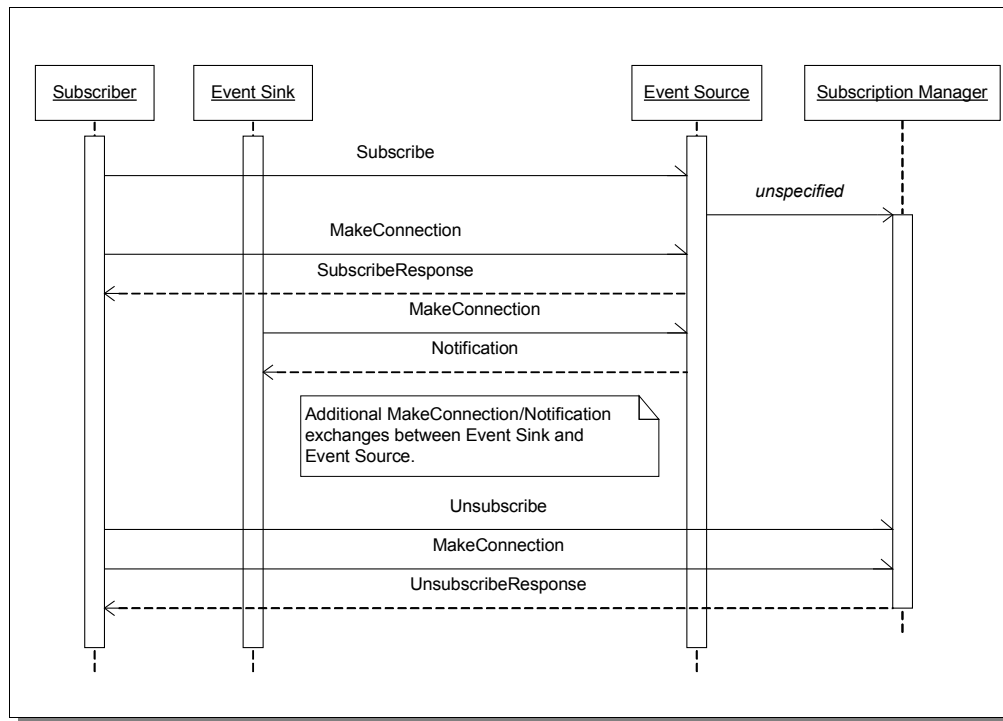 Subscriber
Event Sink
Event Source
Subscription Manager
Subscribe
unspecified
MakeConnection
SubscribeResponse
MakeConnection
Notification
Additional MakeConnection/Notification
exchanges between Event Sink and
Event Source.
Unsubscribe
MakeConnection
UnsubscribeResponse